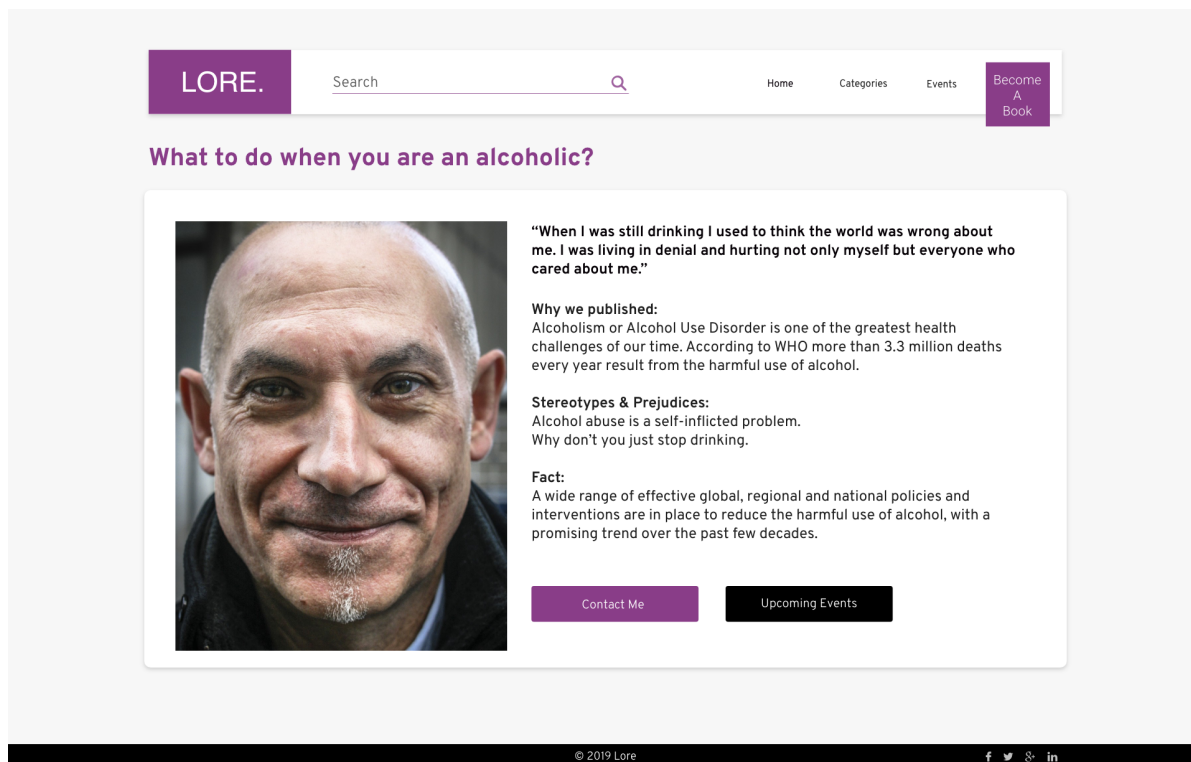 LORE.
Search
Home
Categories
Events
Become
A
Book
What to do when you are an alcoholic?
“When I was still drinking I used to think the world was wrong about
me. I was living in denial and hurting not only myself but everyone who
cared about me.”
Why we published:
Alcoholism or Alcohol Use Disorder is one of the greatest health
challenges of our time. According to WHO more than 3.3 million deaths
every year result from the harmful use of alcohol.
Stereotypes & Prejudices:
Alcohol abuse is a self-inflicted problem.
Why don’t you just stop drinking.
Fact:
A wide range of effective global, regional and national policies and
interventions are in place to reduce the harmful use of alcohol, with a
promising trend over the past few decades.
Contact Me
Upcoming Events
© 2019 Lore